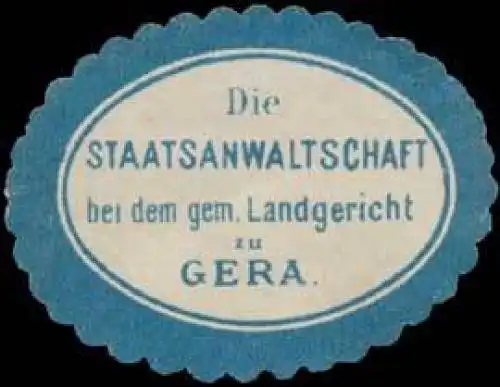 Die
STAATSANWALTSCHAFT
bei dem gem. Landgericht
zu
GERA.